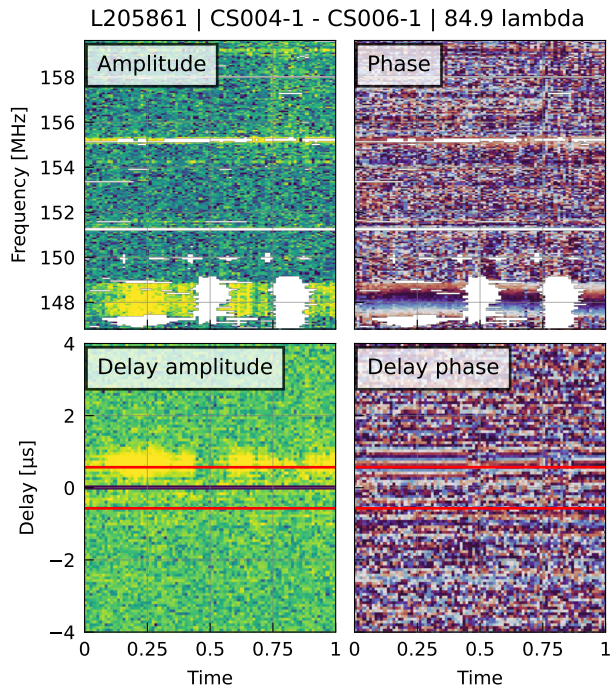 L205861 | CS004-1 - CS006-1 | 84.9 lambda
Amplitude
Phase
158
156
154
152
150
148
Frequency [MHz]
Delay amplitude
Delay phase
4
2
0
−2
−4
Delay [µs]
0 0.25 0.5 0.75 1
0 0.25 0.5 0.75 1
Time
Time